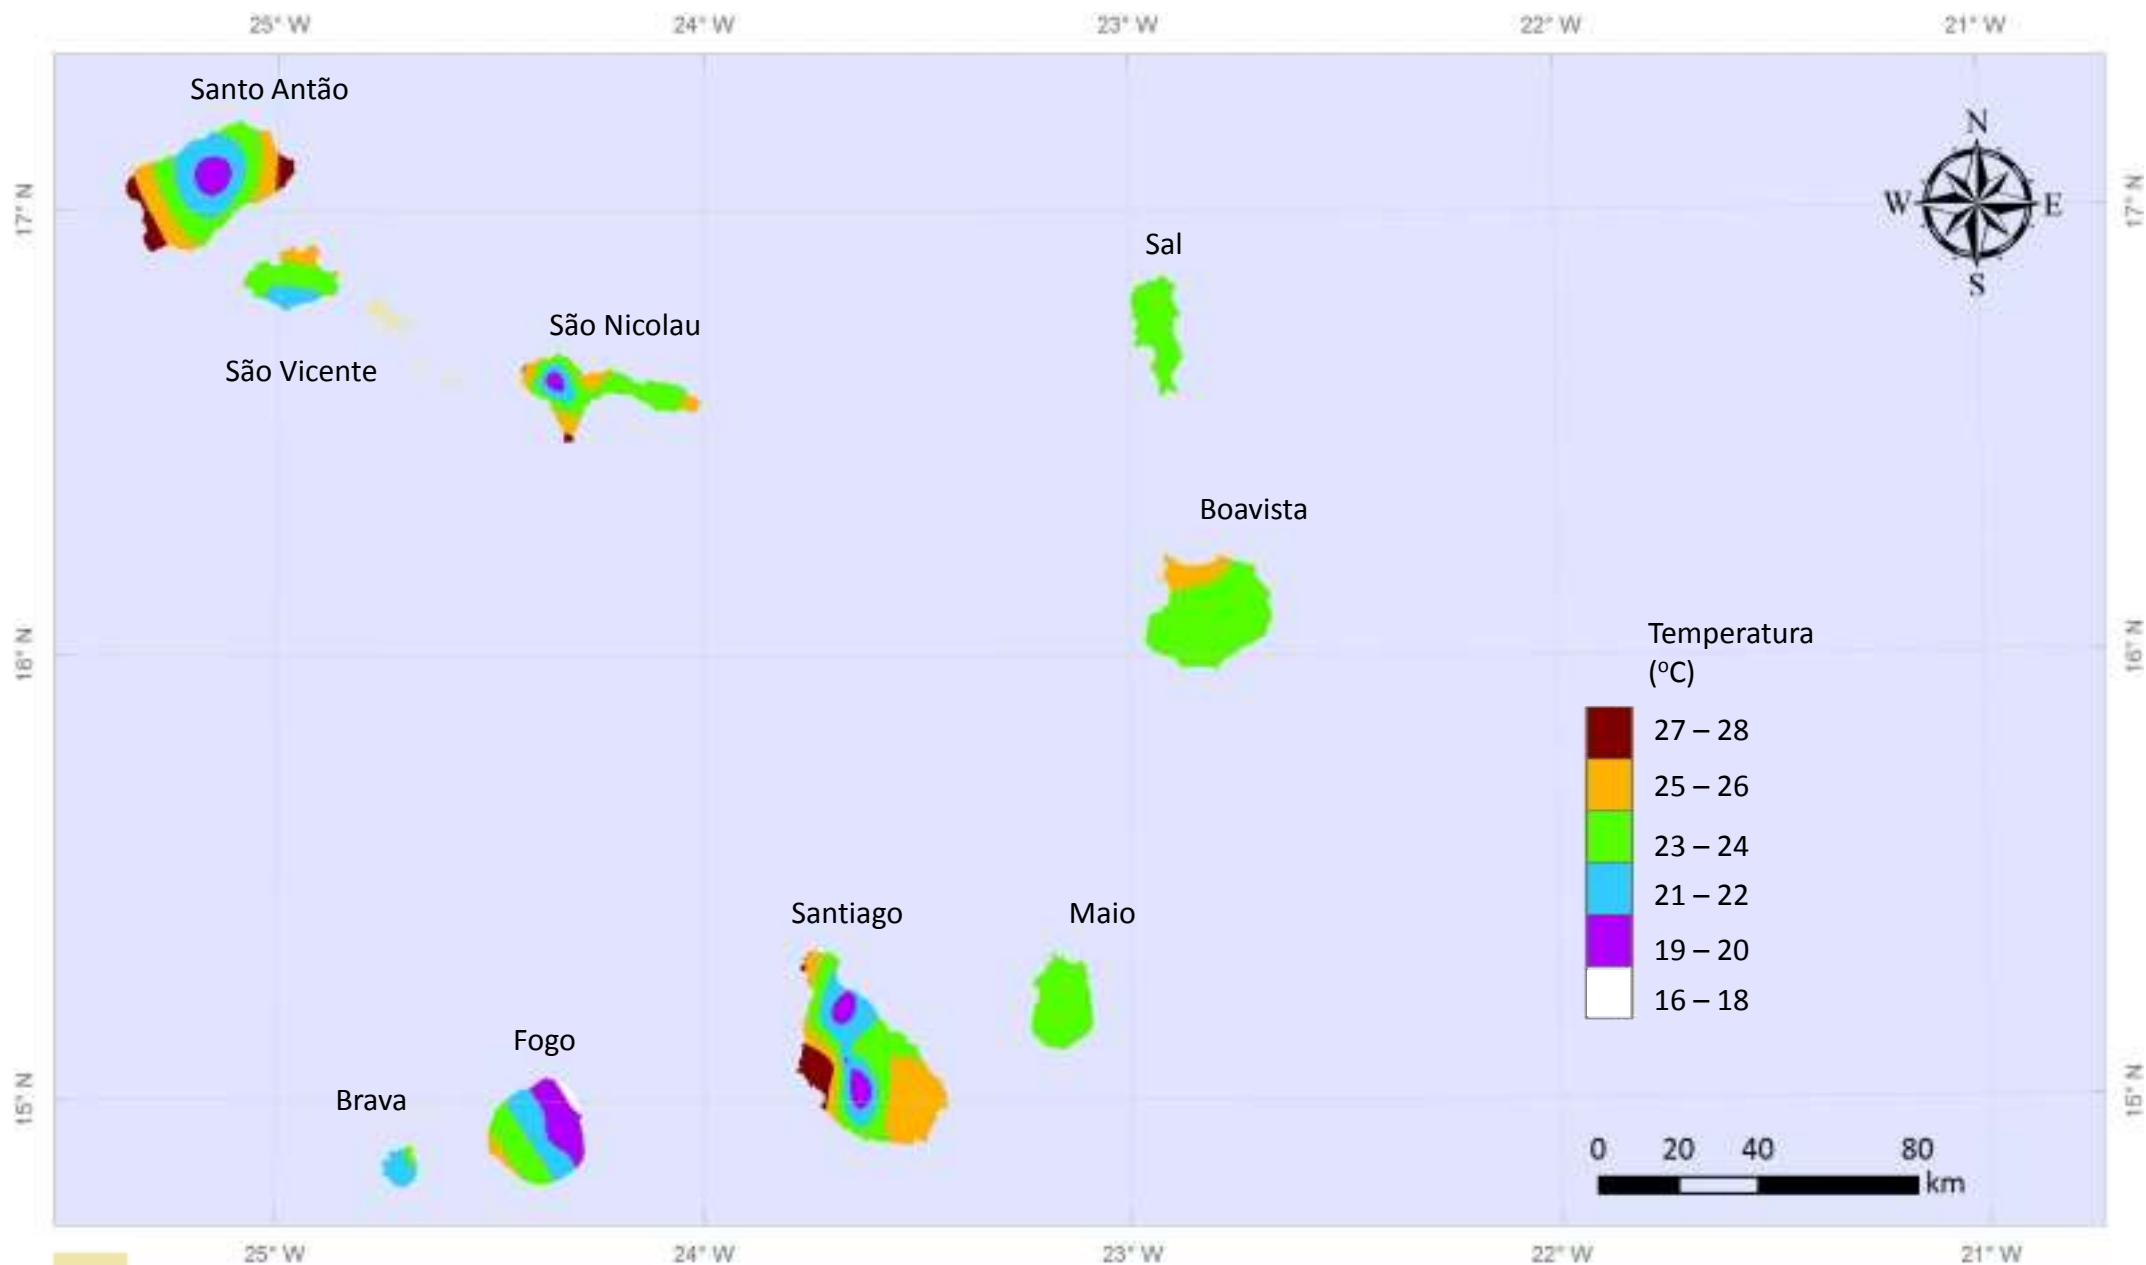 25° W 24° W 23° W 22° W 21° W
Santo Antão
N
17° N
W E
17° N
Sal
S
São Nicolau
São Vicente
Boavista
Temperatura
16° N
16° N
(°C)
27 – 28
25 – 26
23 – 24
21 – 22
Santiago
Maio
19 – 20
16 – 18
Fogo
15° N
Brava
15° N
0 20 40 80
km
25° W 24° W 23° W 22° W 21° W